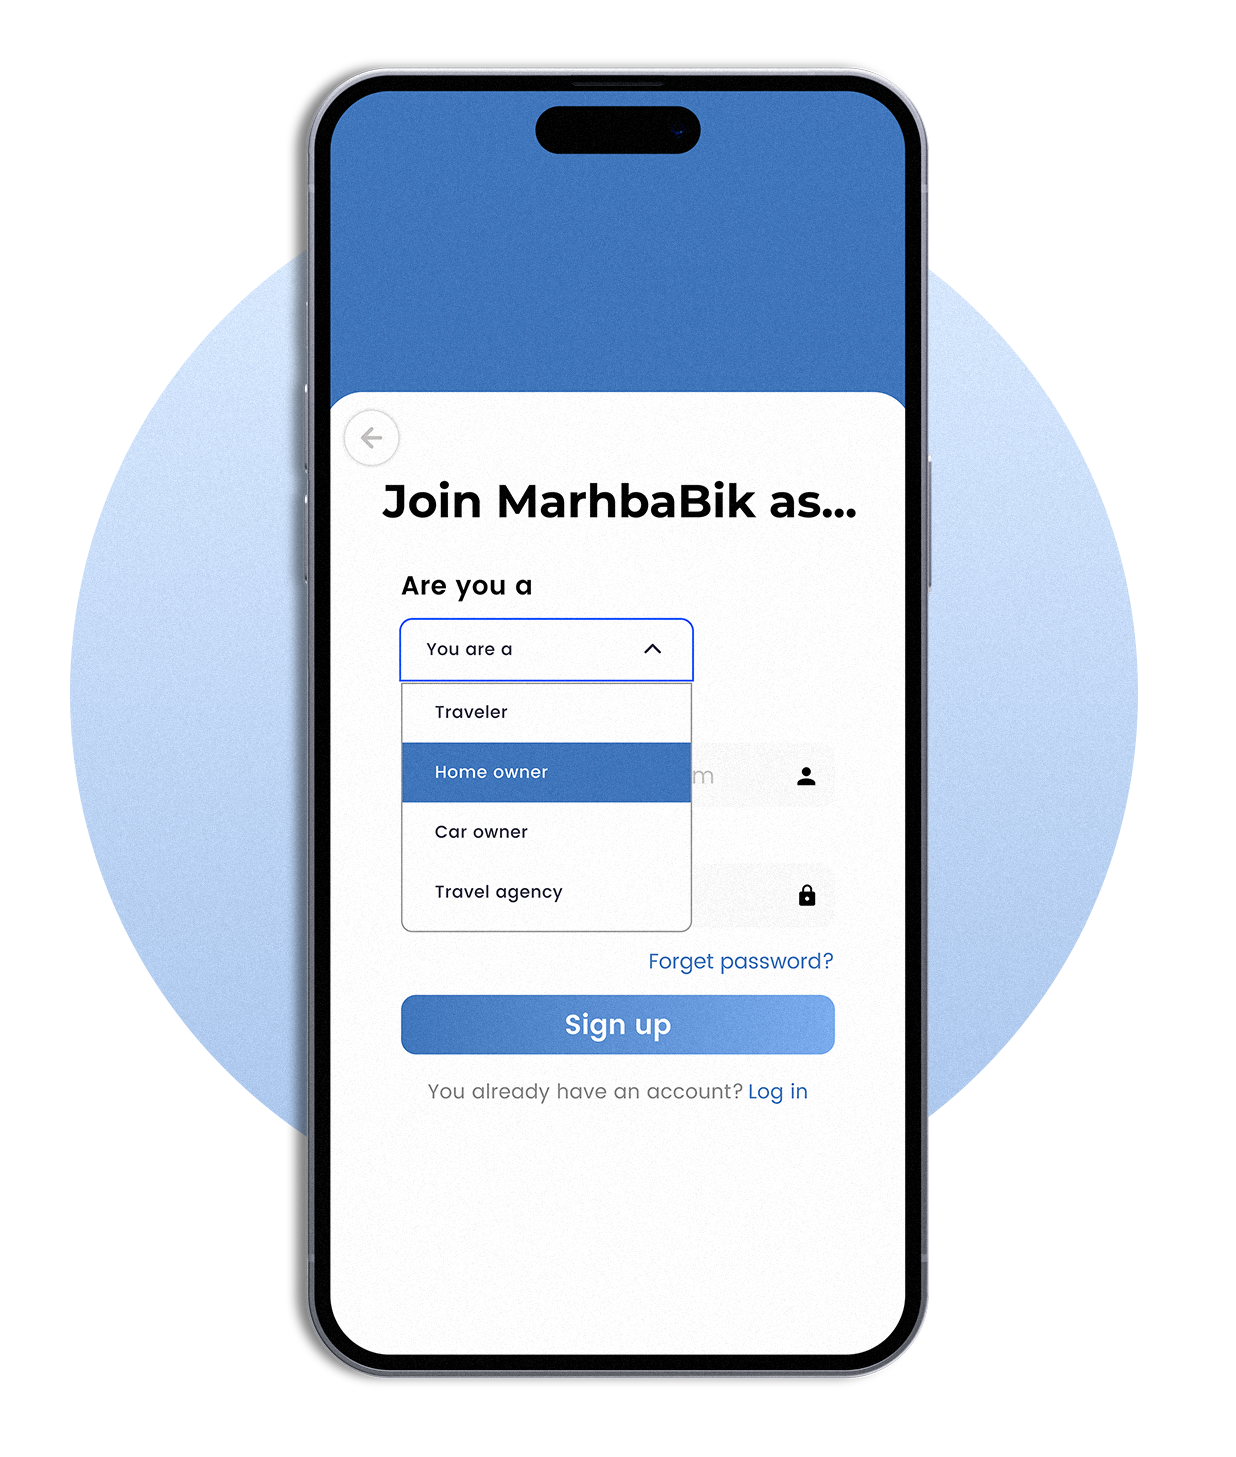 Join MarhbaBik as...
Are you a
You are a
Traveler
Home owner
m
Car owner
Travel agency
Forget password?
Sign up
You already have an account? Log in